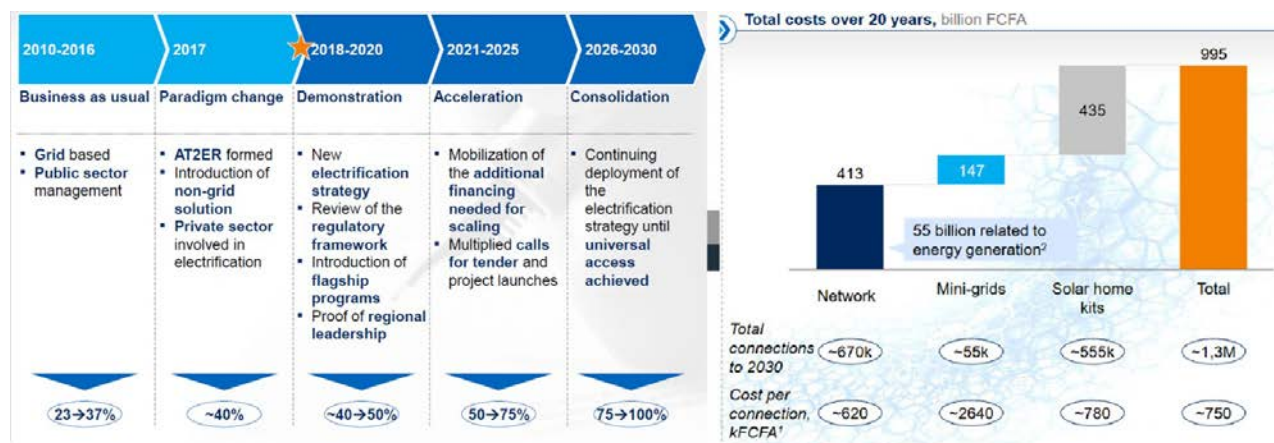 2010-2016
2017
2018-2020
2021-2025
2026-2030
Business as usual
Paradigm change
Demonstration
Acceleration
Consolidation
▪ Grid based
▪ Public sector
management
▪ AT2ER formed
▪ Introduction of
non-grid
solution
▪ Private sector
involved in
electrification
▪ New
electrification
strategy
▪ Review of the
regulatory
framework
▪ Introduction of
flagship
programs
▪ Proof of regional
leadership
▪ Mobilization of
the additional
financing
needed for
scaling
▪ Multiplied calls
for tender and
project launches
▪ Continuing
deployment of
the
electrification
strategy until
universal
access
achieved
23→37%
~40%
~40→50%
50→75%
75→100%
Total costs over 20 years, billion FCFA
413
147
435
995
55 billion related to
energy generation²
Network
Mini-grids
Solar home
kits
Total
Total
connections
to 2030
~670k
~55k
~555k
~1,3M
Cost per
connection,
kFCFA¹
~620
~2640
~780
~750